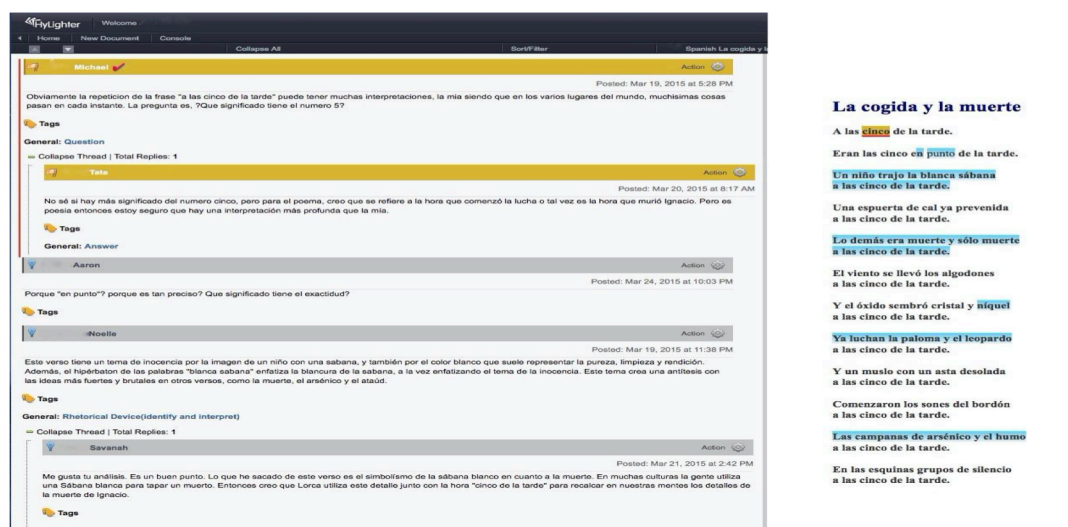 HyLighter Welcome
Home New Document Console
Collapse All Sort/Filter Spanish La cogida y l
Michael Action
Posted: Mar 19, 2015 at 5:28 PM
Obviamente la repeticion de la frase "a las cinco de la tarde" puede tener muchas interpretaciones, la mia siendo que en los varios lugares del mundo, muchisimas cosas
pasan en cada instante. La pregunta es, ?Que significado tiene el numero 5?
Tags
General: Question
Collapse Thread | Total Replies: 1
Tate Action
Posted: Mar 20, 2015 at 8:17 AM
No sé si hay más significado del numero cinco, pero para el poema, creo que se refiere a la hora que comenzó la lucha o tal vez es la hora que murió Ignacio. Pero es
poesia entonces estoy seguro que hay una interpretación más profunda que la mia.
Tags
General: Answer
Aaron Action
Posted: Mar 24, 2015 at 10:03 PM
Porque "en punto"? porque es tan preciso? Que significado tiene el exactidud?
Tags
Noelle Action
Posted: Mar 19, 2015 at 11:38 PM
Este verso tiene un tema de inocencia por la imagen de un niño con una sabana, y también por el color blanco que suele representar la pureza, limpieza y rendición.
Además, el hipérbaton de las palabras "blanca sabana" enfatiza la blancura de la sabana, a la vez enfatizando el tema de la inocencia. Este tema crea una antítesis con
las ideas más fuertes y brutales en otros versos, como la muerte, el arsénico y el ataúd.
Tags
General: Rhetorical Device(identify and interpret)
Collapse Thread | Total Replies: 1
Savanah Action
Posted: Mar 21, 2015 at 2:42 PM
Me gusta tu análisis. Es un buen punto. Lo que he sacado de este verso es el simbolísmo de la sábana blanco en cuanto a la muerte. En muchas culturas la gente utiliza
una Sábana blanca para tapar un muerto. Entonces creo que Lorca utiliza este detalle junto con la hora "cinco de la tarde" para recalcar en nuestras mentes los detalles de
la muerte de Ignacio.
Tags
La cogida y la muerte
A las cinco de la tarde.
Eran las cinco en punto de la tarde.
Un niño trajo la blanca sábana
a las cinco de la tarde.
Una espuerta de cal ya prevenida
a las cinco de la tarde.
Lo demás era muerte y sólo muerte
a las cinco de la tarde.
El viento se llevó los algodones
a las cinco de la tarde.
Y el óxido sembró cristal y níquel
a las cinco de la tarde.
Ya luchan la paloma y el leopardo
a las cinco de la tarde.
Y un muslo con un asta desolada
a las cinco de la tarde.
Comenzaron los sones del bordón
a las cinco de la tarde.
Las campanas de arsénico y el humo
a las cinco de la tarde.
En las esquinas grupos de silencio
a las cinco de la tarde.